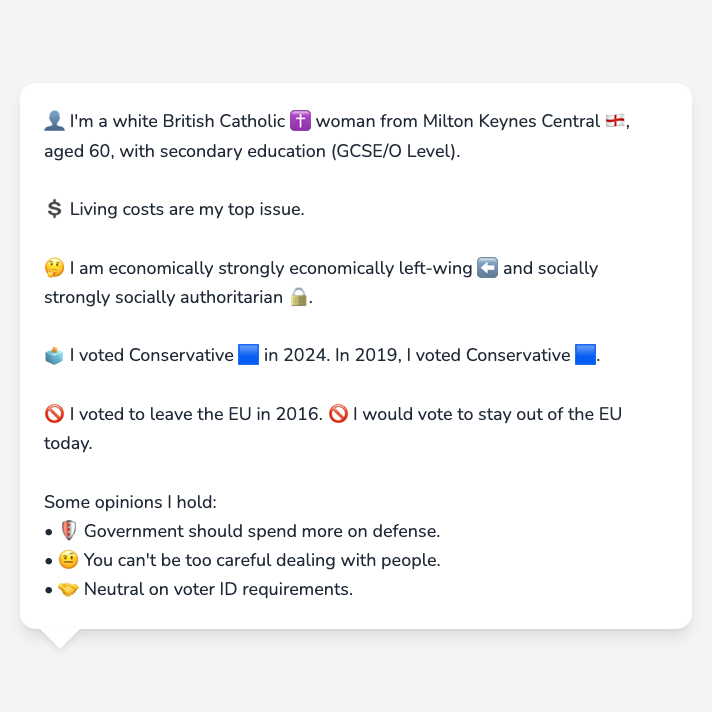 👤 I'm a white British Catholic ✝️ woman from Milton Keynes Central 🏴󠁧󠁢󠁥󠁮󠁧󠁿,
aged 60, with secondary education (GCSE/O Level).
💲 Living costs are my top issue.
🤔 I am economically strongly economically left-wing ⬅️ and socially
strongly socially authoritarian 🔒.
🗳️ I voted Conservative 🟦 in 2024. In 2019, I voted Conservative 🟦.
🚫 I voted to leave the EU in 2016. 🚫 I would vote to stay out of the EU
today.
Some opinions I hold:
• 🛡️ Government should spend more on defense.
• 🤨 You can't be too careful dealing with people.
• 🤝 Neutral on voter ID requirements.